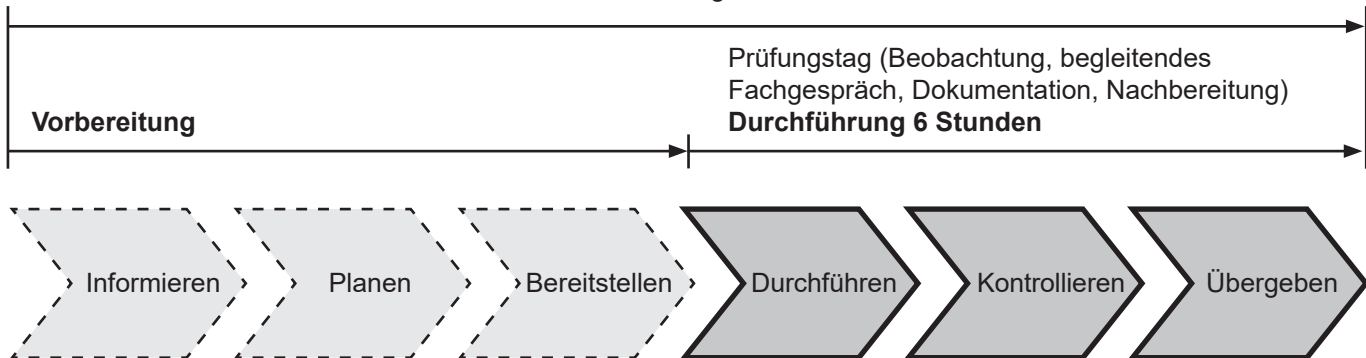 Prüfungstag (Beobachtung, begleitendes
Fachgespräch, Dokumentation, Nachbereitung)
Vorbereitung
Durchführung 6 Stunden
Informieren
Planen
Bereitstellen
Durchführen
Kontrollieren
Übergeben